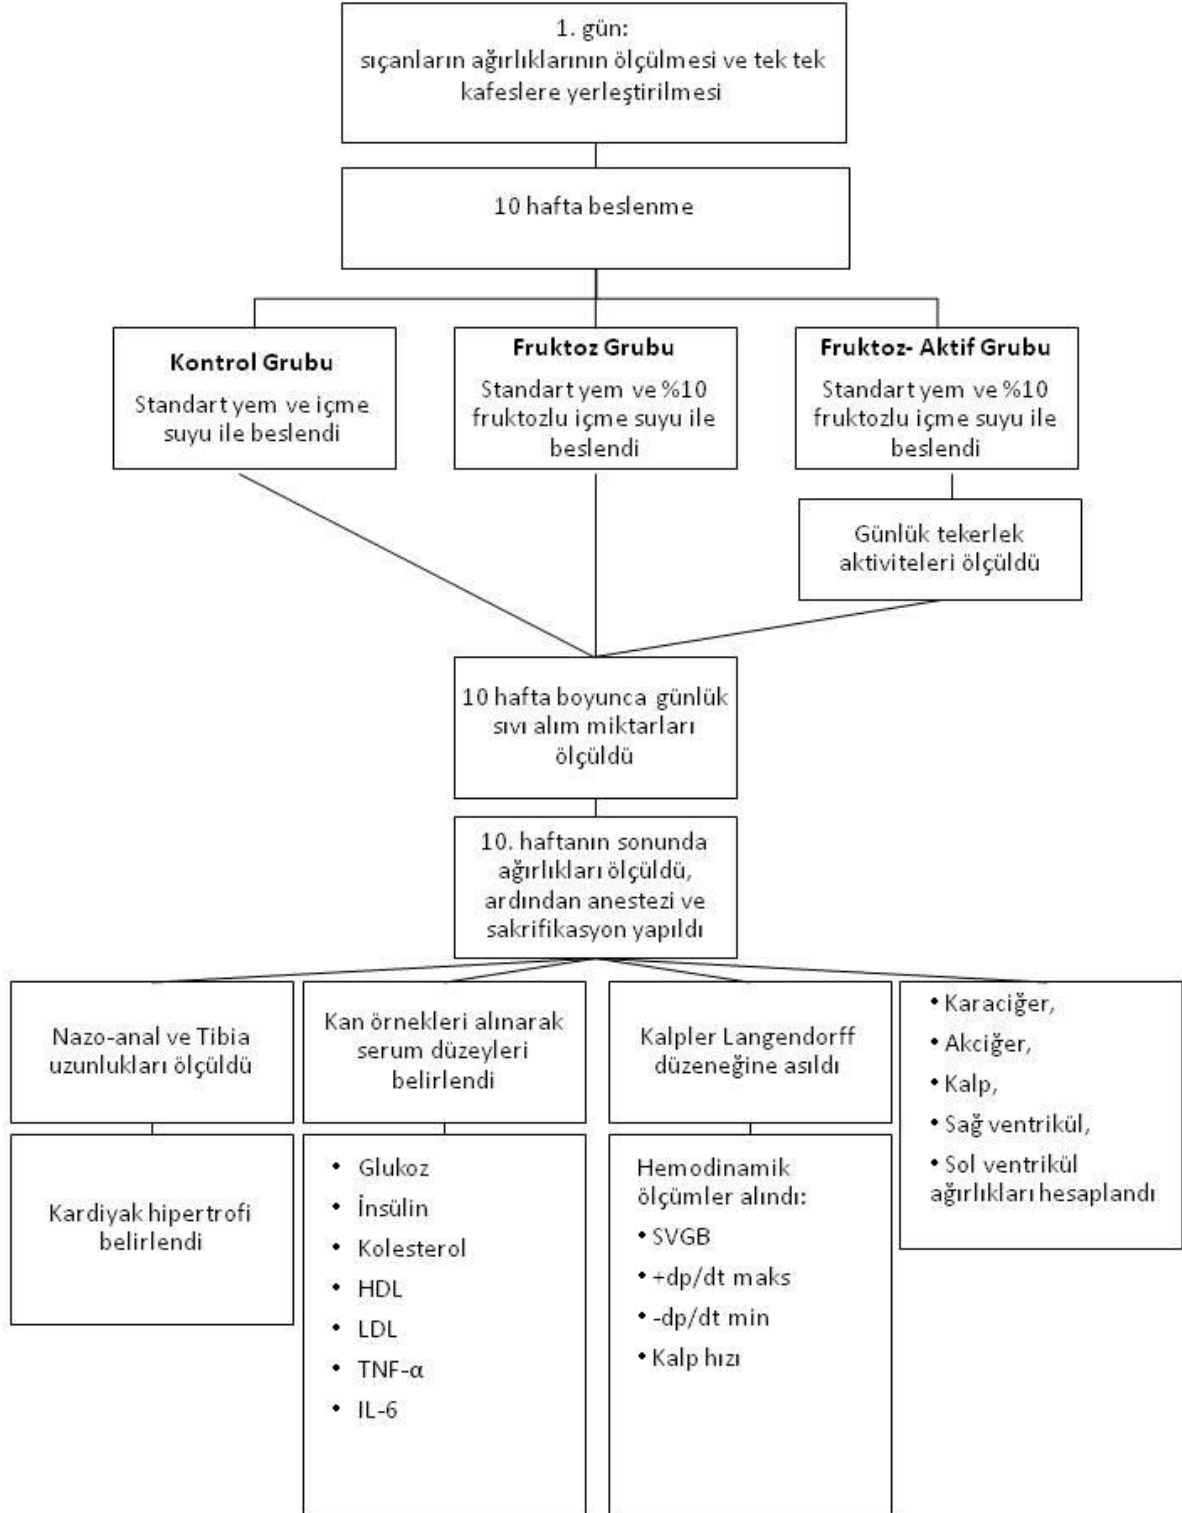 1. gün:
sıçanların ağırlıklarının ölçülmesi ve tek tek
kafeslere yerleştirilmesi
10 hafta beslenme
Kontrol Grubu
Standart yem ve içme
suyu ile beslendi
Fruktoz Grubu
Standart yem ve %10
fruktozlu içme suyu ile
beslendi
Fruktoz- Aktif Grubu
Standart yem ve %10
fruktozlu içme suyu ile
beslendi
Günlük tekerlek
aktiviteleri ölçüldü
10 hafta boyunca günlük
sıvı alım miktarları
ölçüldü
10. haftanın sonunda
ağırlıkları ölçüldü,
ardından anestezi ve
sakrifikasyon yapıldı
Nazo-anal ve Tibia
uzunlukları ölçüldü
Kardiyak hipertrofi
belirlendi
Kan örnekleri alınarak
serum düzeyleri
belirlendi
• Glukoz
• İnsülin
• Kolesterol
• HDL
• LDL
• TNF-α
• IL-6
Kalpler Langendorff
düzeneğine asıldı
Hemodinamik
ölçümler alındı:
• SVGB
• +dp/dt maks
• -dp/dt min
• Kalp hızı
• Karaciğer,
• Akciğer,
• Kalp,
• Sağ ventrikül,
• Sol ventrikül
ağırlıkları hesaplandı